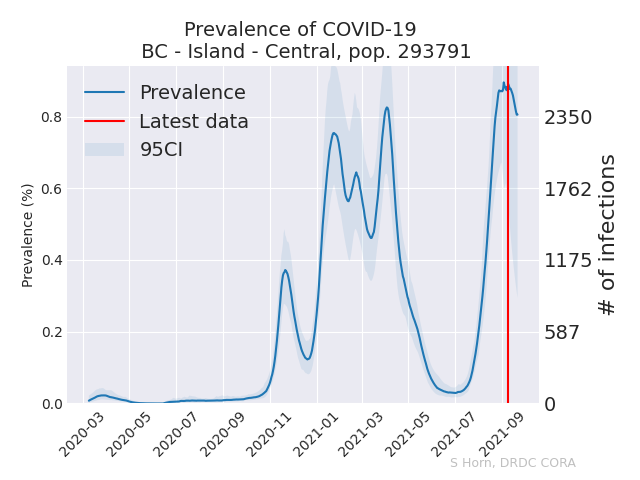 Prevalence of COVID-19
BC - Island - Central, pop. 293791
Prevalence
Latest data
95CI
Prevalence (%)
0.8
0.6
0.4
0.2
0.0
2350
1762
1175
587
0
# of infections
2020-03
2020-05
2020-07
2020-09
2020-11
2021-01
2021-03
2021-05
2021-07
2021-09
S Horn, DRDC CORA